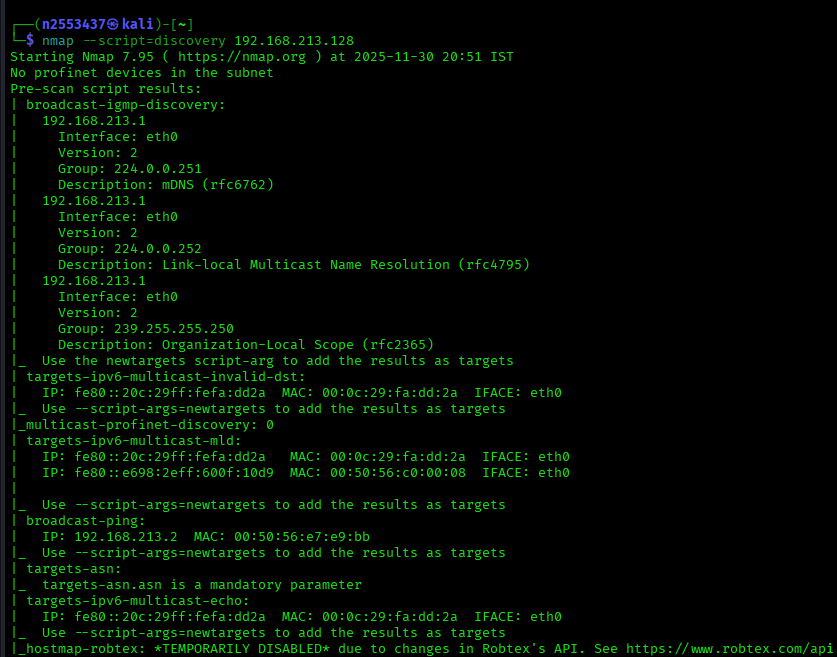 ┌──(n2553437㉿kali)-[~]
└─$ nmap --script=discovery 192.168.213.128
Starting Nmap 7.95 ( https://nmap.org ) at 2025-11-30 20:51 IST
No profinet devices in the subnet
Pre-scan script results:
| broadcast-igmp-discovery:
|   192.168.213.1
|     Interface: eth0
|     Version: 2
|     Group: 224.0.0.251
|     Description: mDNS (rfc6762)
|   192.168.213.1
|     Interface: eth0
|     Version: 2
|     Group: 224.0.0.252
|     Description: Link-local Multicast Name Resolution (rfc4795)
|   192.168.213.1
|     Interface: eth0
|     Version: 2
|     Group: 239.255.255.250
|     Description: Organization-Local Scope (rfc2365)
|_  Use the newtargets script-arg to add the results as targets
| targets-ipv6-multicast-invalid-dst:
|   IP: fe80::20c:29ff:fefa:dd2a  MAC: 00:0c:29:fa:dd:2a  IFACE: eth0
|_  Use --script-args=newtargets to add the results as targets
|_multicast-profinet-discovery: 0
| targets-ipv6-multicast-mld:
|   IP: fe80::20c:29ff:fefa:dd2a   MAC: 00:0c:29:fa:dd:2a  IFACE: eth0
|   IP: fe80::e698:2eff:600f:10d9  MAC: 00:50:56:c0:00:08  IFACE: eth0
|
|_  Use --script-args=newtargets to add the results as targets
| broadcast-ping:
|   IP: 192.168.213.2  MAC: 00:50:56:e7:e9:bb
|_  Use --script-args=newtargets to add the results as targets
| targets-asn:
|_  targets-asn.asn is a mandatory parameter
| targets-ipv6-multicast-echo:
|   IP: fe80::20c:29ff:fefa:dd2a  MAC: 00:0c:29:fa:dd:2a  IFACE: eth0
|_  Use --script-args=newtargets to add the results as targets
|_hostmap-robtex: *TEMPORARILY DISABLED* due to changes in Robtex's API. See https://www.robtex.com/api